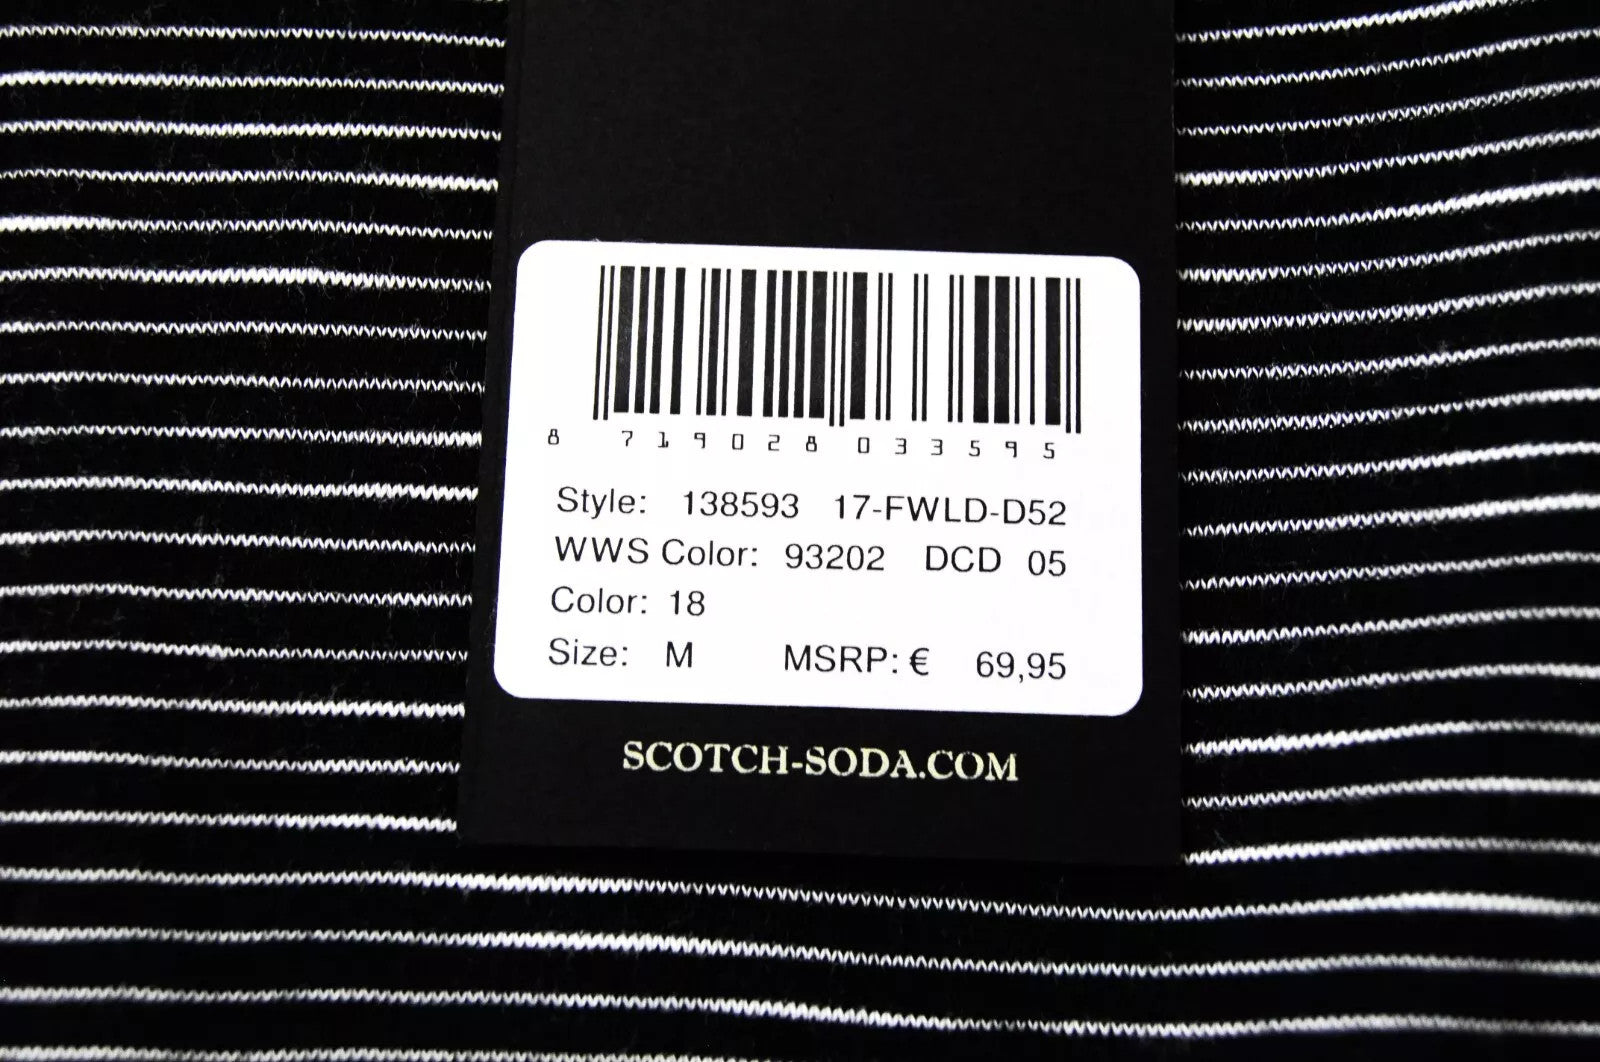 8 719028 033595
Style: 138593 17-FWLD-D52
WWS Color: 93202 DCD 05
Color: 18
Size: M MSRP: € 69,95
SCOTCH-SODA.COM